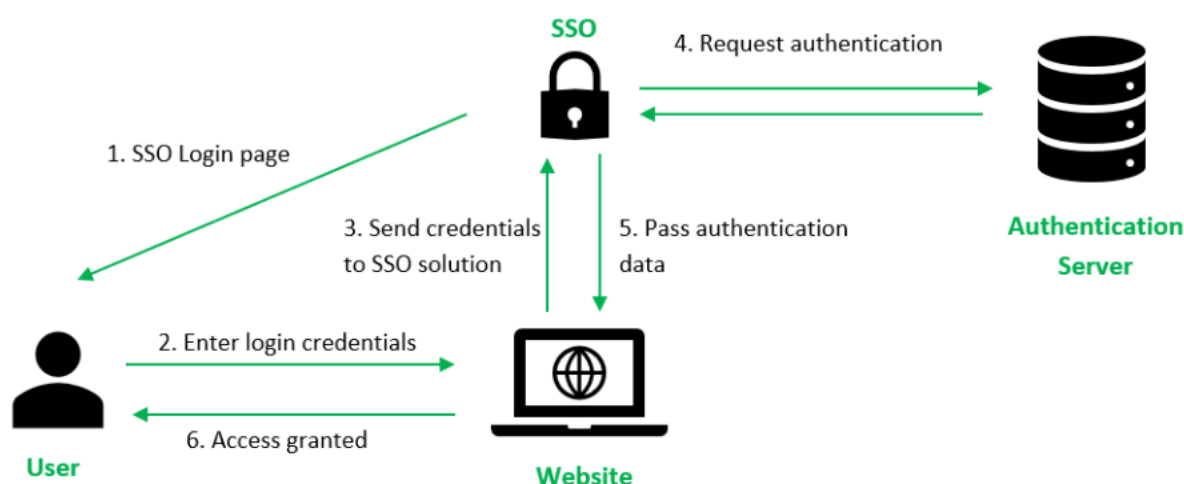 SSO
4. Request authentication
1. SSO Login page
3. Send credentials
to SSO solution
5. Pass authentication
data
Authentication
Server
2. Enter login credentials
6. Access granted
User
Website